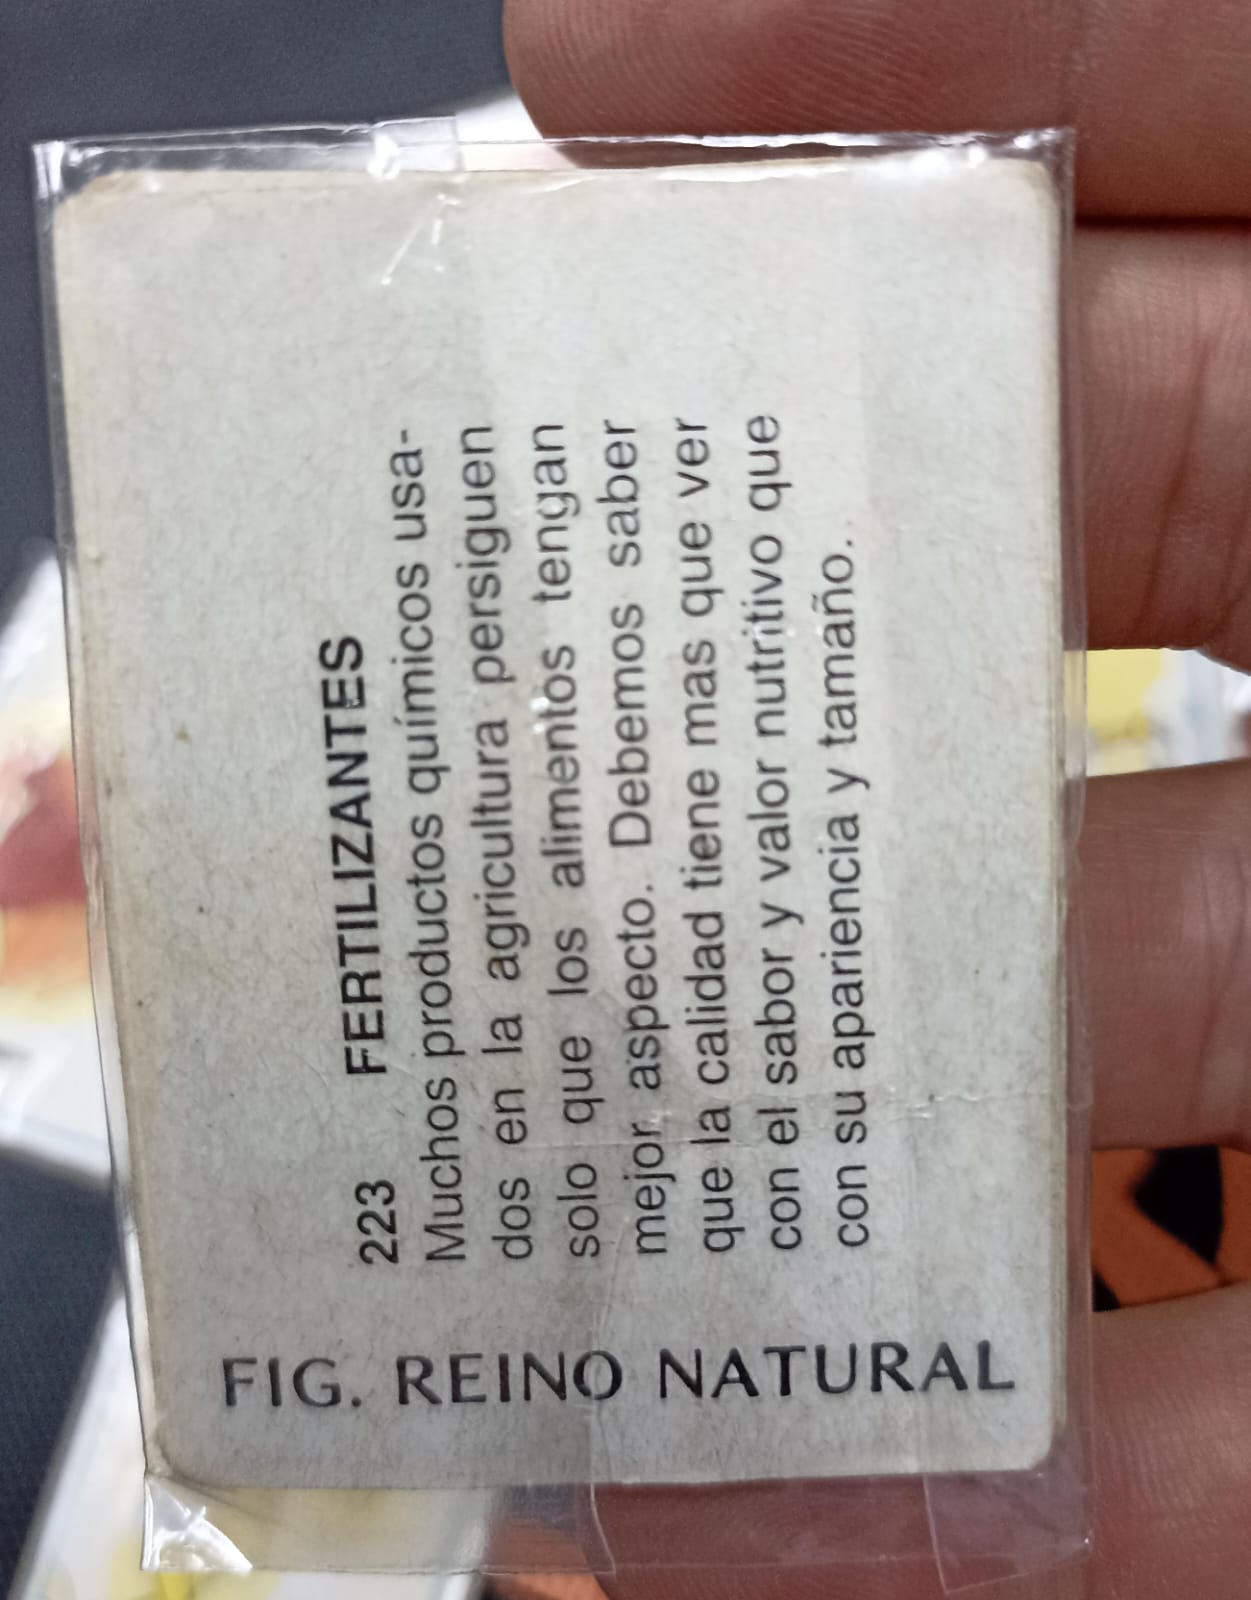 223 FERTILIZANTES
Muchos productos químicos usa-
dos en la agricultura persiguen
solo que los alimentos tengan
mejor aspecto. Debemos saber
que la calidad tiene mas que ver
con el sabor y valor nutritivo que
con su apariencia y tamaño.
FIG. REINO NATURAL